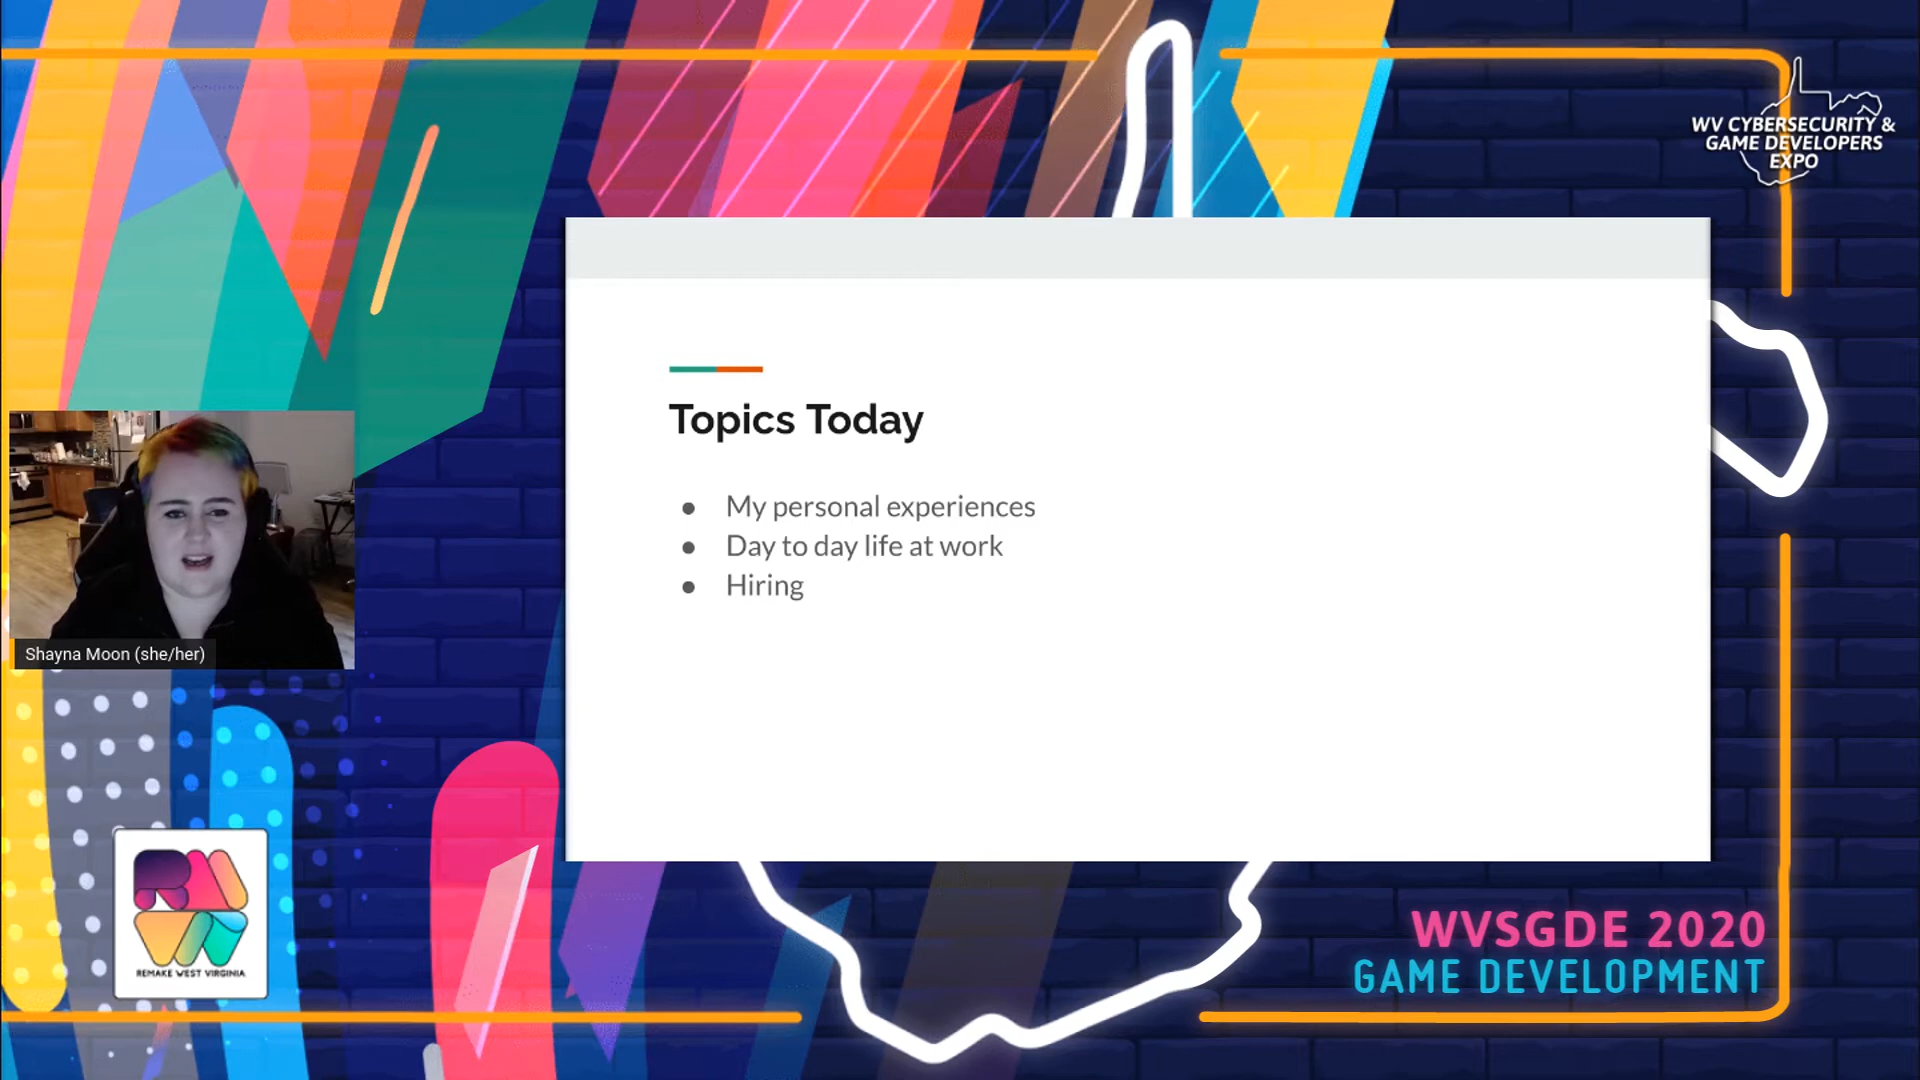 WV CYBERSECURITY &
GAME DEVELOPERS
EXPO
Topics Today
● My personal experiences
● Day to day life at work
● Hiring
Shayna Moon (she/her)
REMAKE WEST VIRGINIA
WVSGDE 2020
GAME DEVELOPMENT